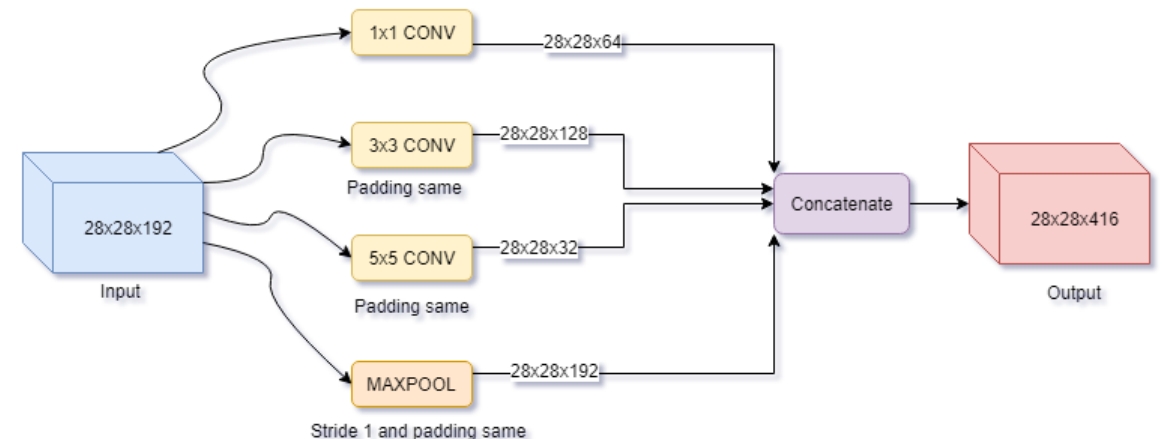 1x1 CONV
28x28x64
3x3 CONV
28x28x128
Padding same
28x28x192
Input
5x5 CONV
28x28x32
Padding same
MAXPOOL
28x28x192
Stride 1 and padding same
Concatenate
28x28x416
Output